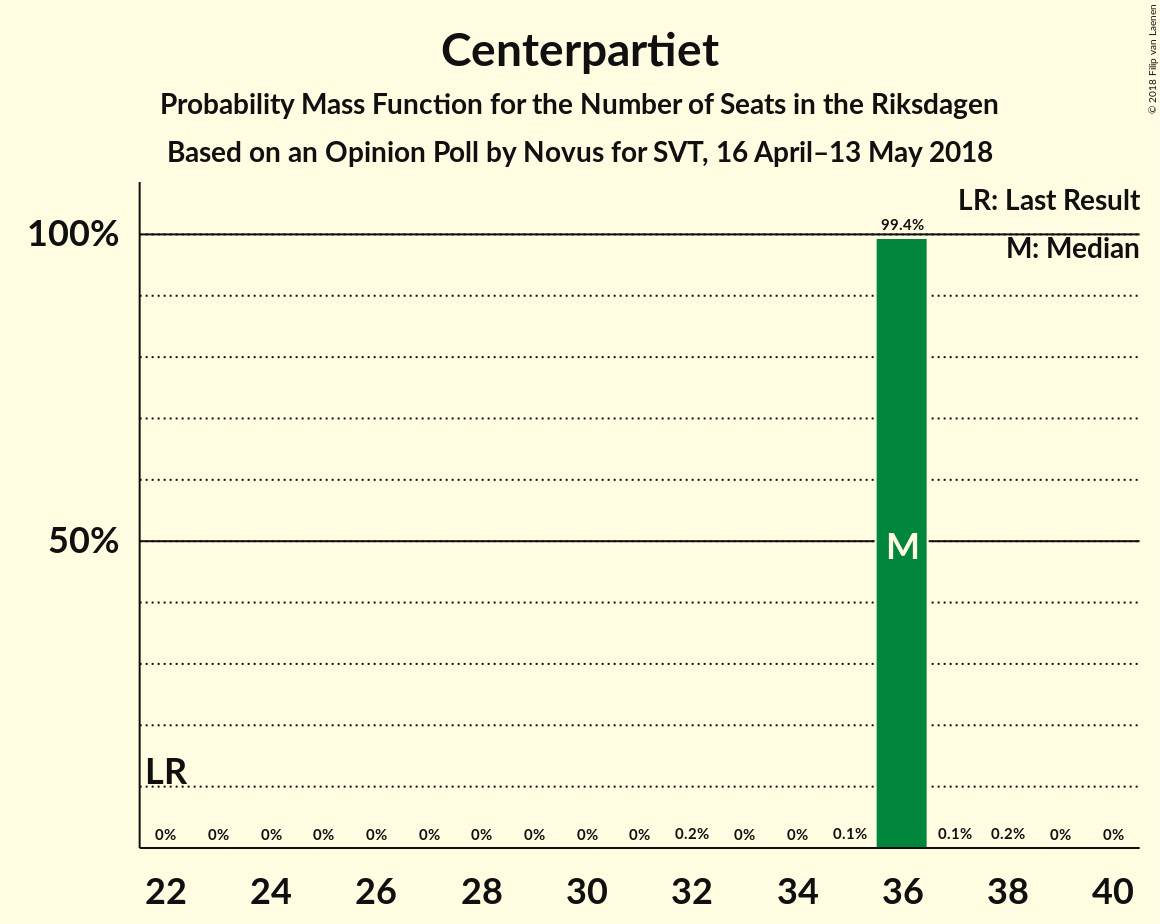 Centerpartiet
Probability Mass Function for the Number of Seats in the Riksdagen
Based on an Opinion Poll by Novus for SVT, 16 April–13 May 2018
© 2018 Filip van Laenen
LR: Last Result
M: Median
100%
50%
99.4%
M
LR
0% 0% 0% 0% 0% 0% 0% 0% 0% 0% 0.2% 0% 0% 0.1% 0.1% 0.2% 0% 0%
22 24 26 28 30 32 34 36 38 40